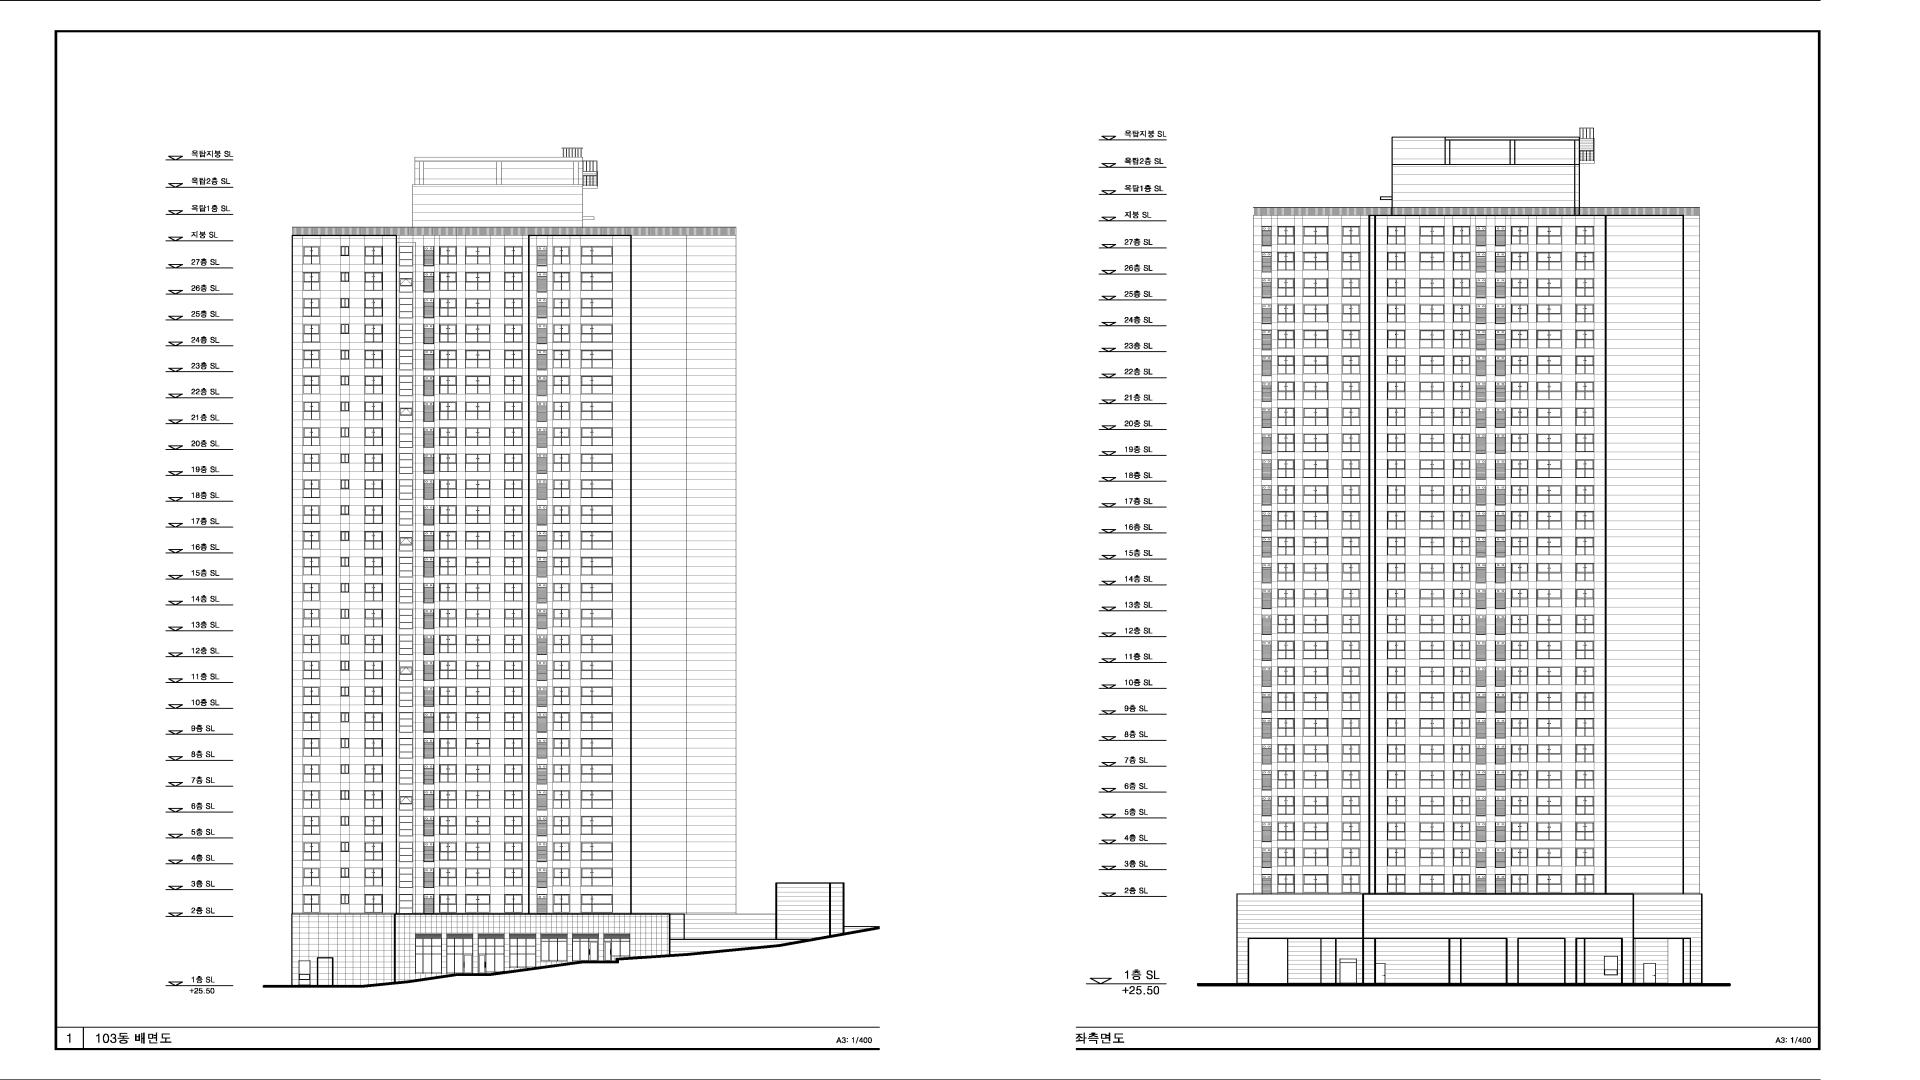 옥탑지붕 SL
옥탑2층 SL
옥탑1층 SL
지붕 SL
27층 SL
26층 SL
25층 SL
24층 SL
23층 SL
22층 SL
21층 SL
20층 SL
19층 SL
18층 SL
17층 SL
16층 SL
15층 SL
14층 SL
13층 SL
12층 SL
11층 SL
10층 SL
9층 SL
8층 SL
7층 SL
6층 SL
5층 SL
4층 SL
3층 SL
2층 SL
1층 SL
+25.50
1 103동 배면도
A3: 1/400
옥탑지붕 SL
옥탑2층 SL
옥탑1층 SL
지붕 SL
27층 SL
26층 SL
25층 SL
24층 SL
23층 SL
22층 SL
21층 SL
20층 SL
19층 SL
18층 SL
17층 SL
16층 SL
15층 SL
14층 SL
13층 SL
12층 SL
11층 SL
10층 SL
9층 SL
8층 SL
7층 SL
6층 SL
5층 SL
4층 SL
3층 SL
2층 SL
1층 SL
+25.50
좌측면도
A3: 1/400